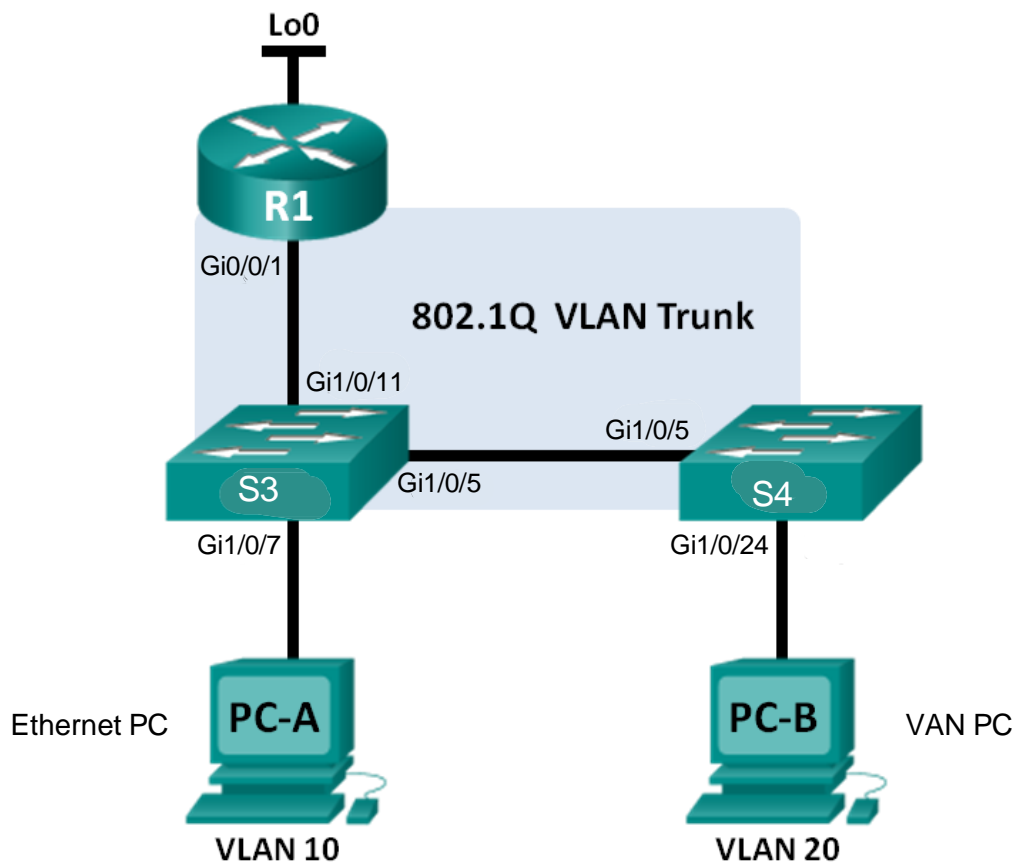 Lo0
R1
Gi0/0/1
802.1Q VLAN Trunk
Gi1/0/11
Gi1/0/5
S3
Gi1/0/5
S4
Gi1/0/7
Gi1/0/24
Ethernet PC
PC-A
PC-B
VAN PC
VLAN 10
VLAN 20